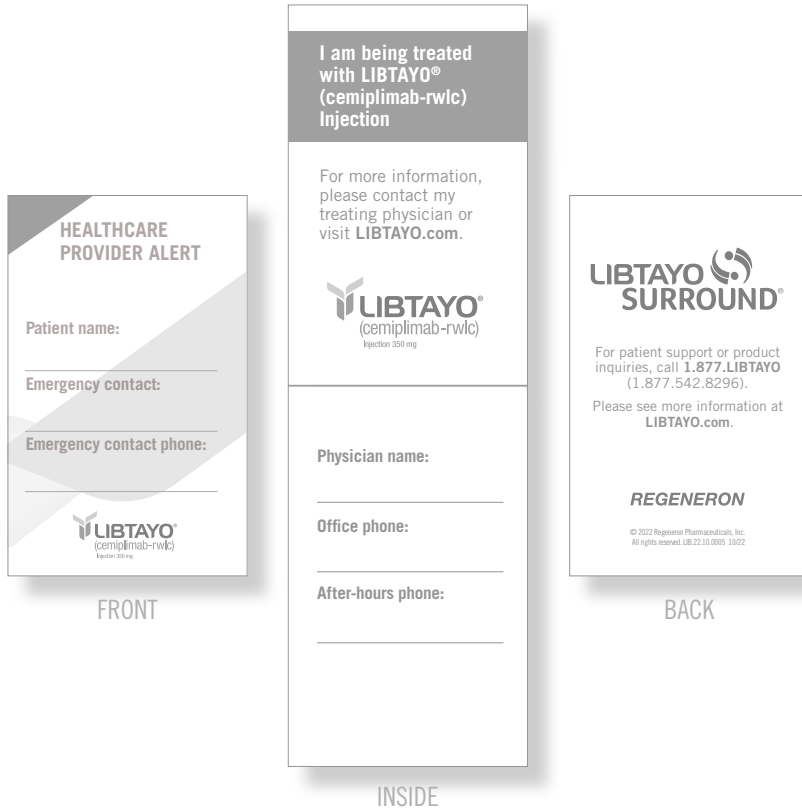 HEALTHCARE
PROVIDER ALERT
Patient name:
Emergency contact:
Emergency contact phone:
LIBTAYO®
(cemiplimab-rwlc)
Injection 350 mg
FRONT
I am being treated
with LIBTAYO®
(cemiplimab-rwlc)
Injection
For more information,
please contact my
treating physician or
visit LIBTAYO.com.
LIBTAYO®
(cemiplimab-rwlc)
Injection 350 mg
Physician name:
Office phone:
After-hours phone:
INSIDE
LIBTAYO
SURROUND®
For patient support or product
inquiries, call 1.877.LIBTAYO
(1.877.542.8296).
Please see more information at
LIBTAYO.com.
REGENERON
© 2022 Regeneron Pharmaceuticals, Inc.
All rights reserved. LIB.22.10.0005 10/22
BACK